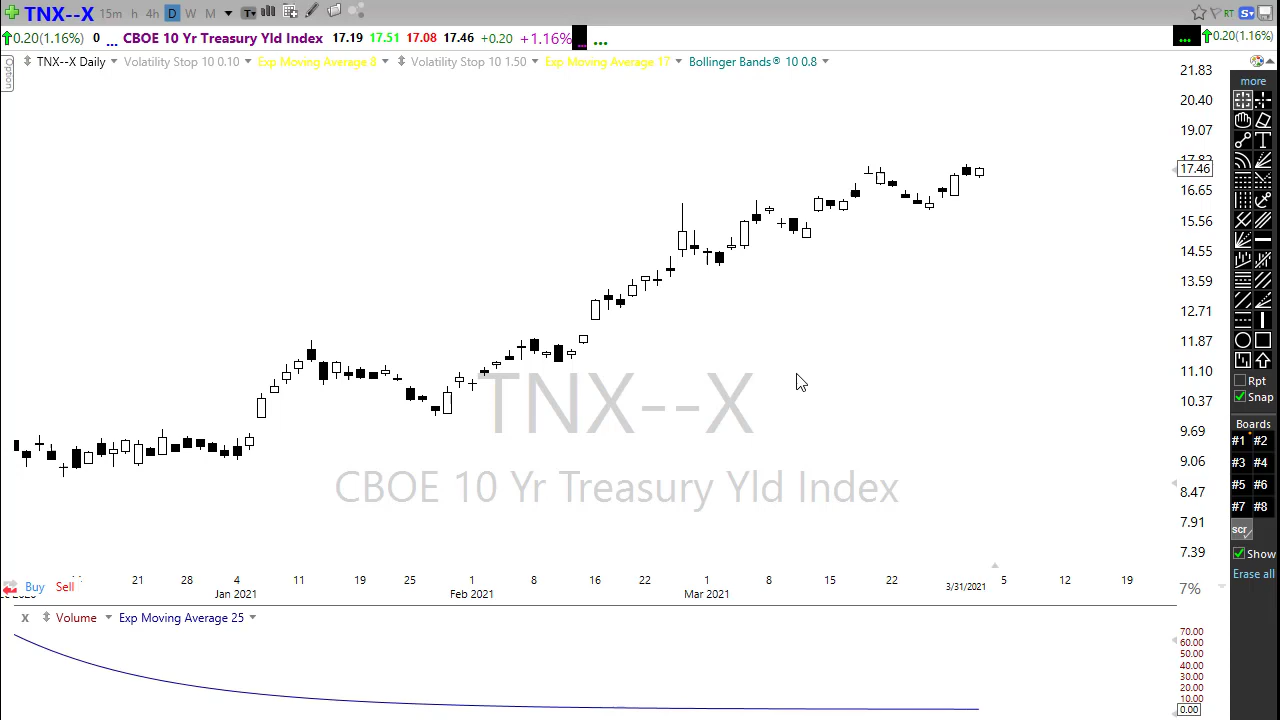 TNX--X 15m h 4h D W M T RT S
0.20(1.16%) 0 ... CBOE 10 Yr Treasury Yld Index 17.19 17.51 17.08 17.46 +0.20 +1.16% ... ... ... 0.20(1.16%)
Option
TNX--X Daily Volatility Stop 10 0.10 Exp Moving Average 8 Volatility Stop 10 1.50 Exp Moving Average 17 Bollinger Bands® 10 0.8
21.83
20.40
19.07
17.46
16.65
15.56
14.55
13.59
12.71
11.87
11.10
10.37
9.69
9.06
8.47
7.91
7.39
TNX--X
CBOE 10 Yr Treasury Yld Index
more
T
Rpt
Snap
Boards
#1 #2
#3 #4
#5 #6
#7 #8
scr
Show
Erase all
Buy Sell
21 28 4 11 19 25 1 8 16 22 1 8 15 22 3/31/2021 5 12 19
Jan 2021 Feb 2021 Mar 2021
7%
x Volume Exp Moving Average 25
70.00
60.00
50.00
40.00
30.00
20.00
10.00
0.00